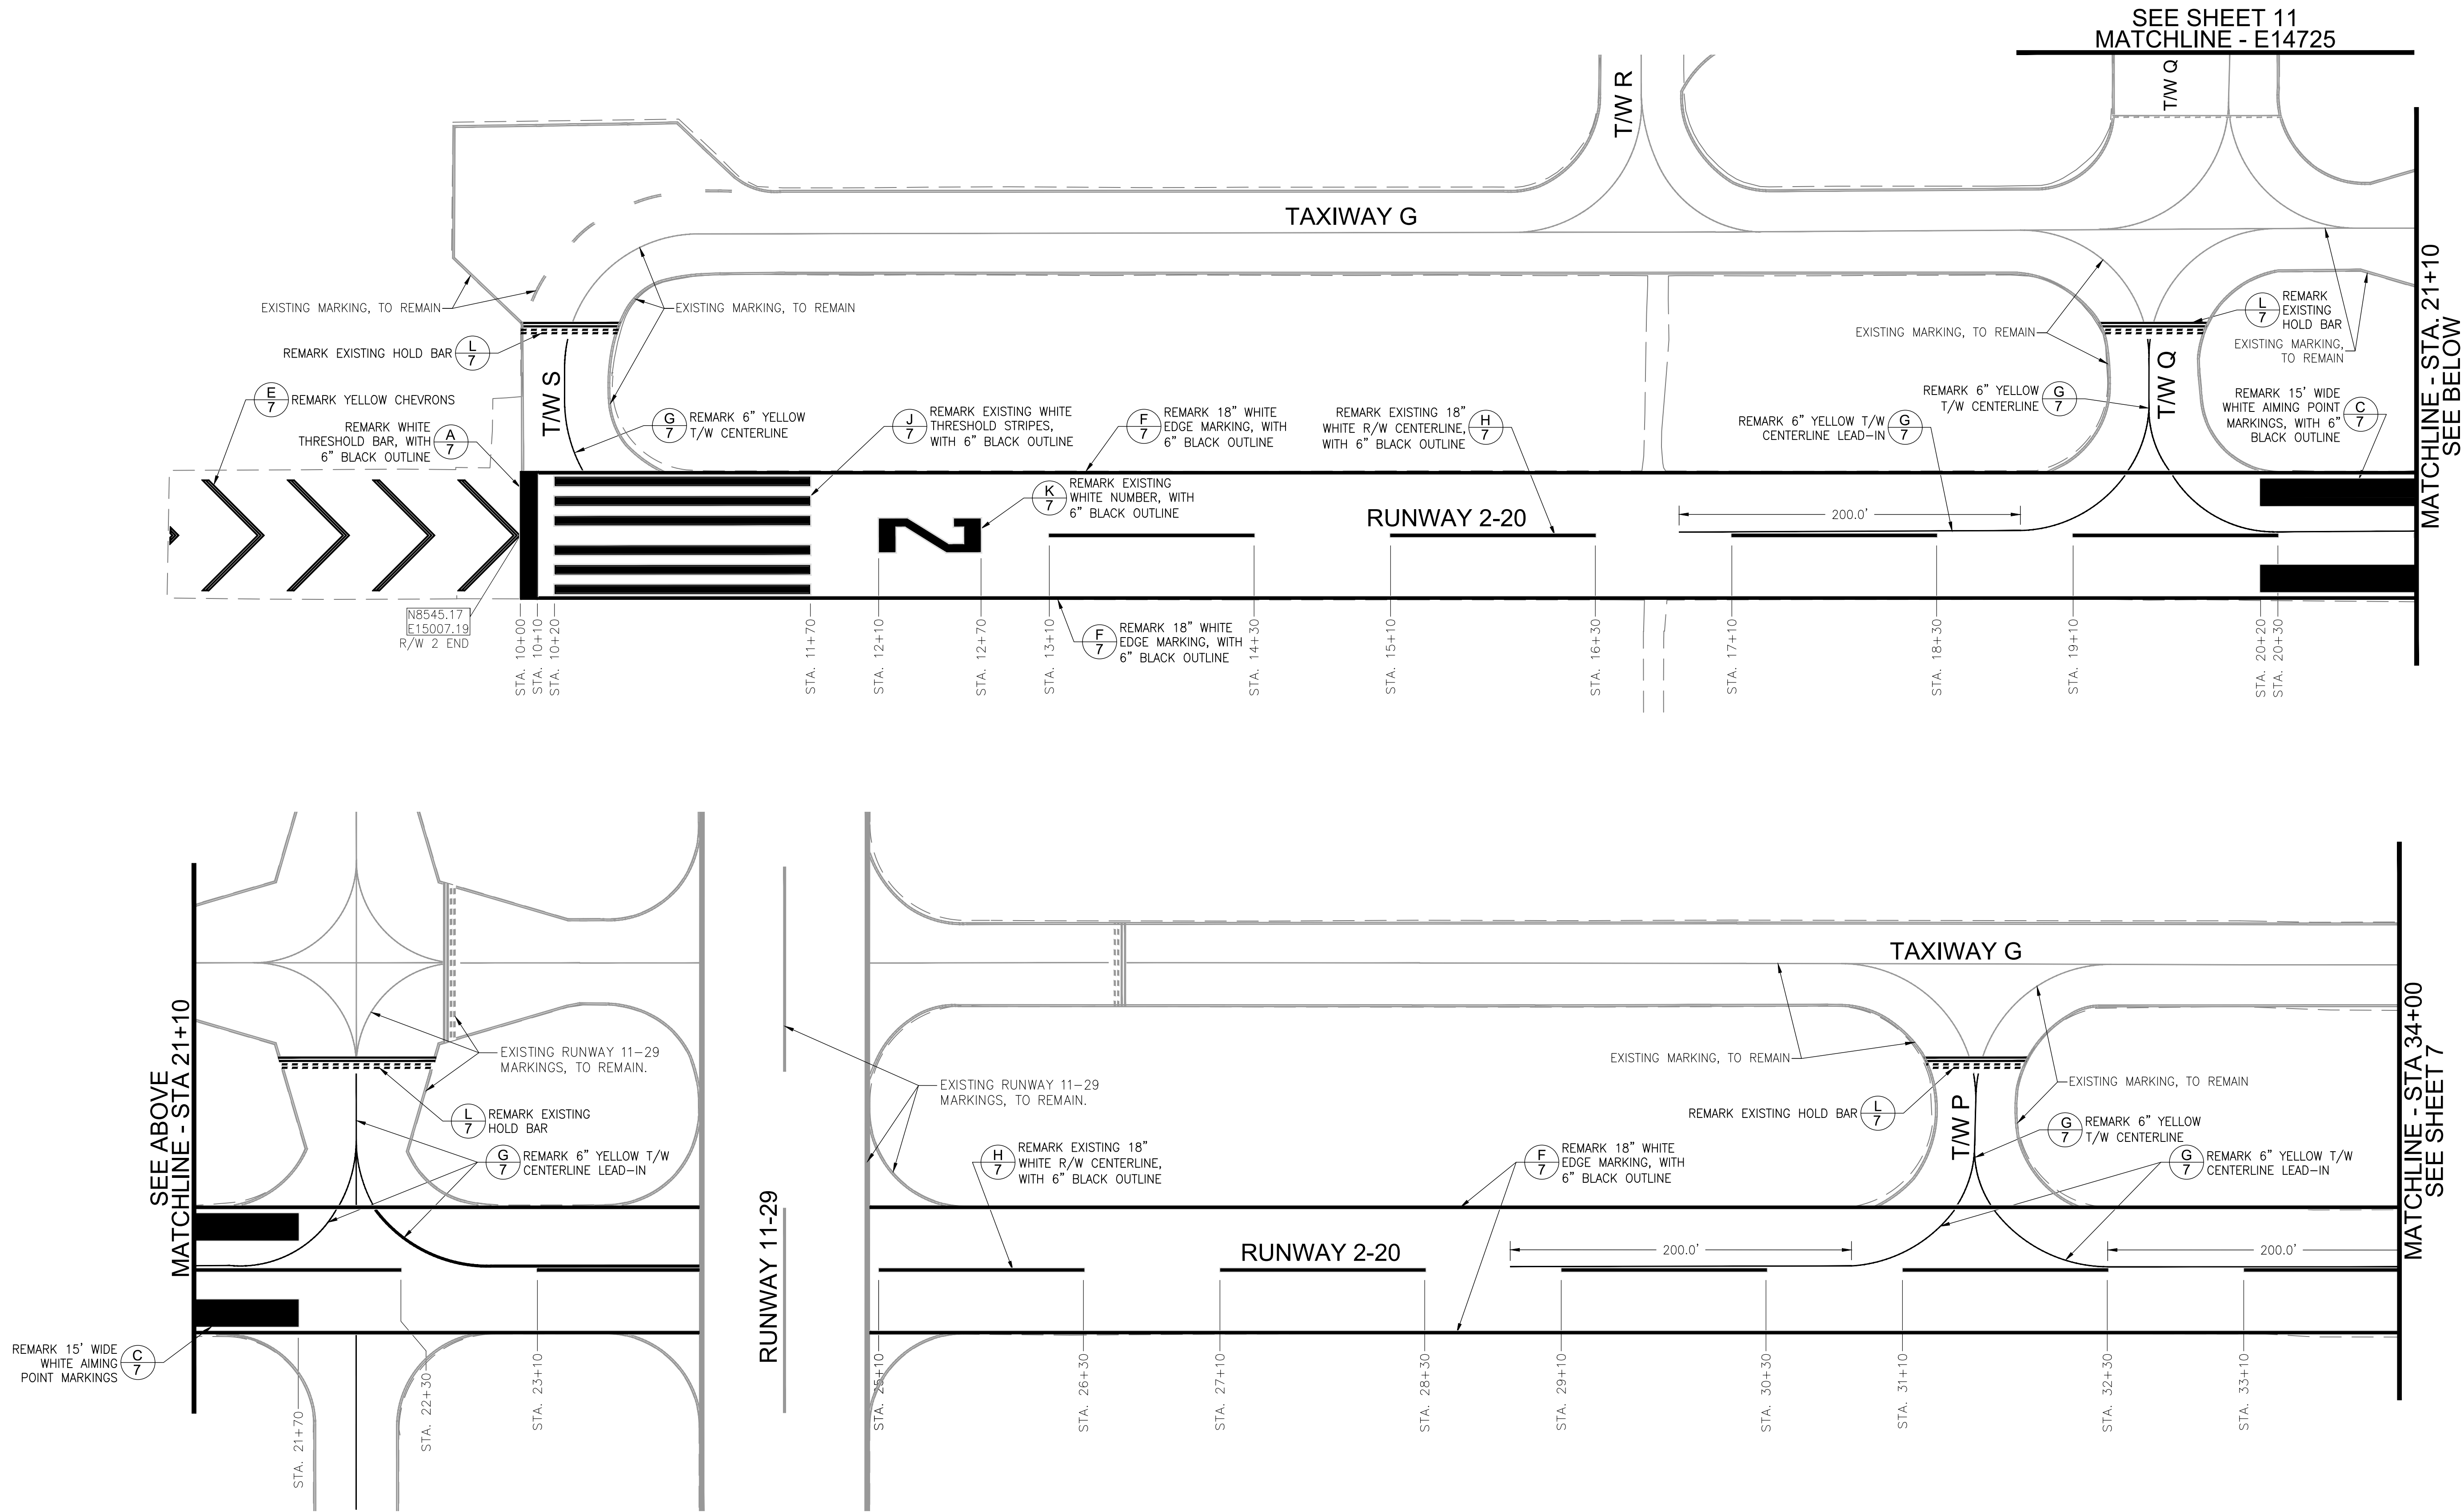 SEE SHEET 11
MATCHLINE - E14725
T/W R
T/W Q
TAXIWAY G
EXISTING MARKING, TO REMAIN
EXISTING MARKING, TO REMAIN
EXISTING MARKING, TO REMAIN
L
7
REMARK
EXISTING
HOLD BAR
EXISTING MARKING,
TO REMAIN
MATCHLINE - STA. 21+10
SEE BELOW
REMARK EXISTING HOLD BAR
L
7
T/W S
T/W Q
E
7
REMARK YELLOW CHEVRONS
REMARK WHITE
THRESHOLD BAR, WITH
6" BLACK OUTLINE
A
7
G
7
REMARK 6" YELLOW
T/W CENTERLINE
J
7
REMARK EXISTING WHITE
THRESHOLD STRIPES,
WITH 6" BLACK OUTLINE
F
7
REMARK 18" WHITE
EDGE MARKING, WITH
6" BLACK OUTLINE
REMARK EXISTING 18"
WHITE R/W CENTERLINE,
WITH 6" BLACK OUTLINE
H
7
REMARK 6" YELLOW T/W
CENTERLINE LEAD-IN
G
7
REMARK 6" YELLOW
T/W CENTERLINE
G
7
REMARK 15' WIDE
WHITE AIMING POINT
MARKINGS, WITH 6"
BLACK OUTLINE
C
7
K
7
REMARK EXISTING
WHITE NUMBER, WITH
6" BLACK OUTLINE
2
RUNWAY 2-20
200.0'
N8545.17
E15007.19
R/W 2 END
F
7
REMARK 18" WHITE
EDGE MARKING, WITH
6" BLACK OUTLINE
STA. 10+00
STA. 10+10
STA. 10+20
STA. 11+70
STA. 12+10
STA. 12+70
STA. 13+10
STA. 14+30
STA. 15+10
STA. 16+30
STA. 17+10
STA. 18+30
STA. 19+10
STA. 20+20
STA. 20+30
SEE ABOVE
MATCHLINE - STA 21+10
EXISTING RUNWAY 11-29
MARKINGS, TO REMAIN.
L
7
REMARK EXISTING
HOLD BAR
G
7
REMARK 6" YELLOW T/W
CENTERLINE LEAD-IN
RUNWAY 11-29
EXISTING RUNWAY 11-29
MARKINGS, TO REMAIN.
H
7
REMARK EXISTING 18"
WHITE R/W CENTERLINE,
WITH 6" BLACK OUTLINE
F
7
REMARK 18" WHITE
EDGE MARKING, WITH
6" BLACK OUTLINE
TAXIWAY G
EXISTING MARKING, TO REMAIN
REMARK EXISTING HOLD BAR
L
7
T/W P
EXISTING MARKING, TO REMAIN
G
7
REMARK 6" YELLOW
T/W CENTERLINE
G
7
REMARK 6" YELLOW T/W
CENTERLINE LEAD-IN
MATCHLINE - STA 34+00
SEE SHEET 7
RUNWAY 2-20
200.0'
200.0'
REMARK 15' WIDE
WHITE AIMING
POINT MARKINGS
C
7
STA. 21+70
STA. 22+30
STA. 23+10
STA. 25+10
STA. 26+30
STA. 27+10
STA. 28+30
STA. 29+10
STA. 30+30
STA. 31+10
STA. 32+30
STA. 33+10